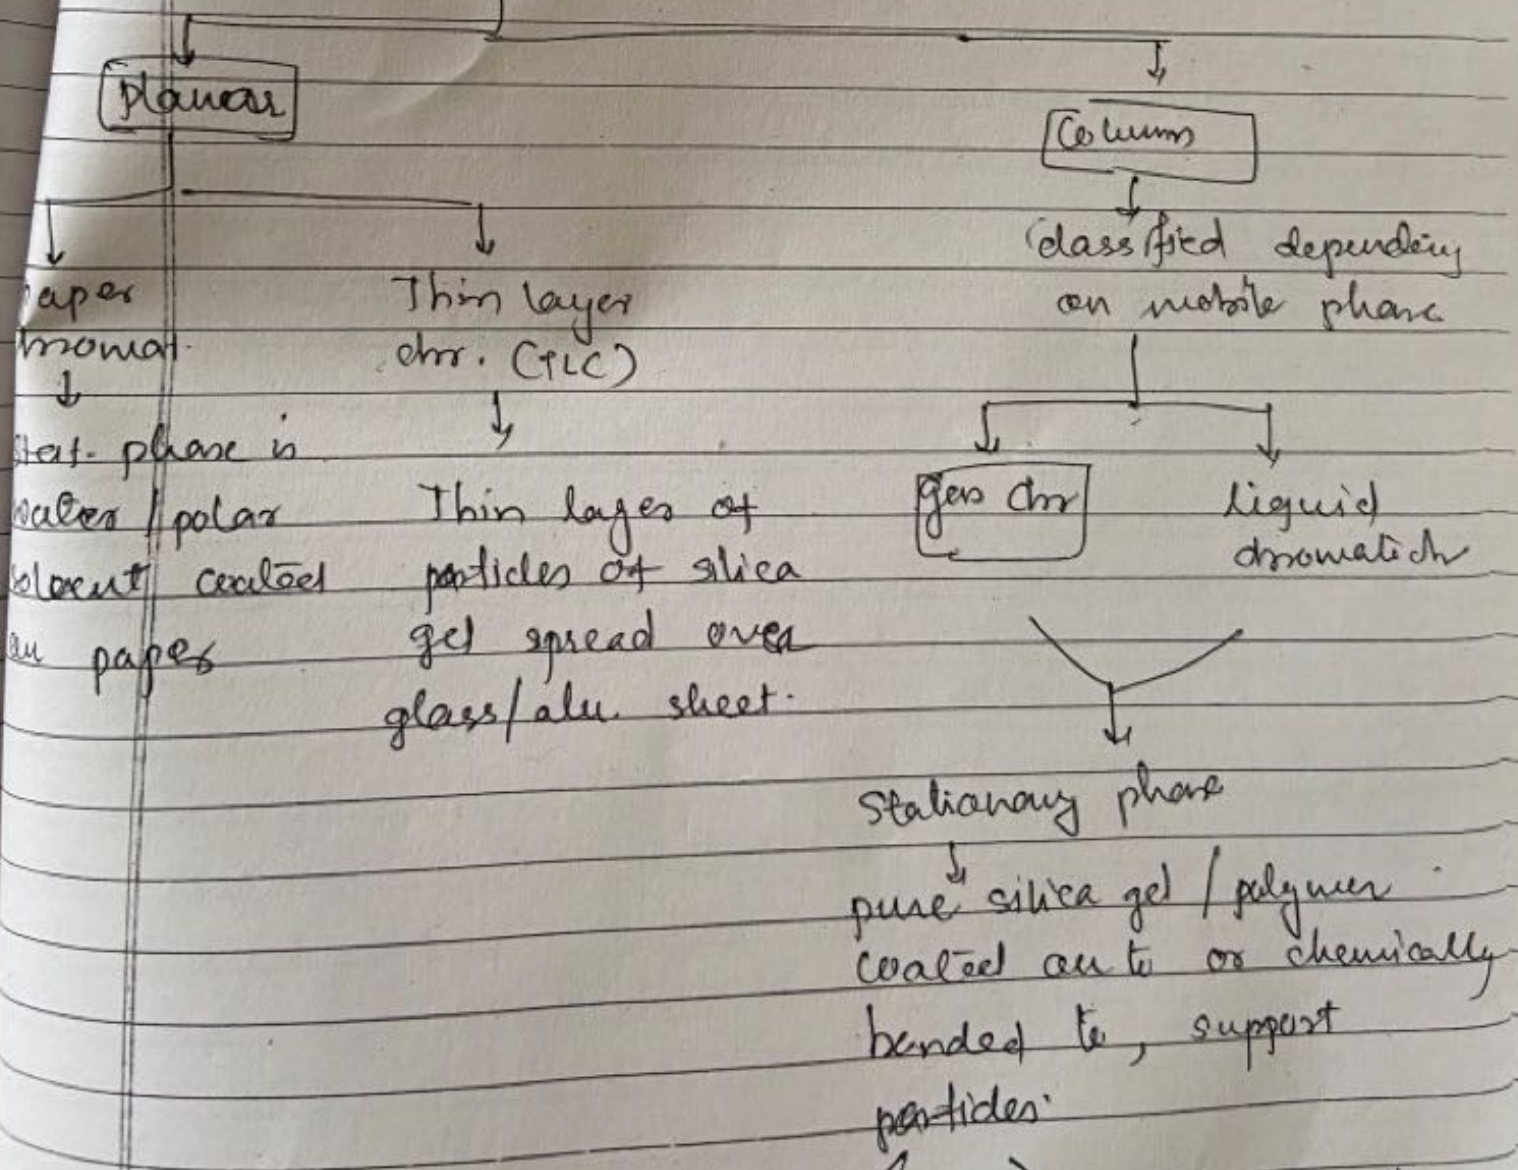 Planar
Column
Classified depending
on mobile phase
aper
hromat.
Thin layer
chr. (TLC)
Stat. phase is
water / polar
solvent coated
on paper
Thin layer of
particles of silica
gel spread over
glass/alu. sheet.
gas chr
Liquid
chromatich
Stationary phase
pure silica gel / polymer
coated on to or chemically
bonded to, support
particles.